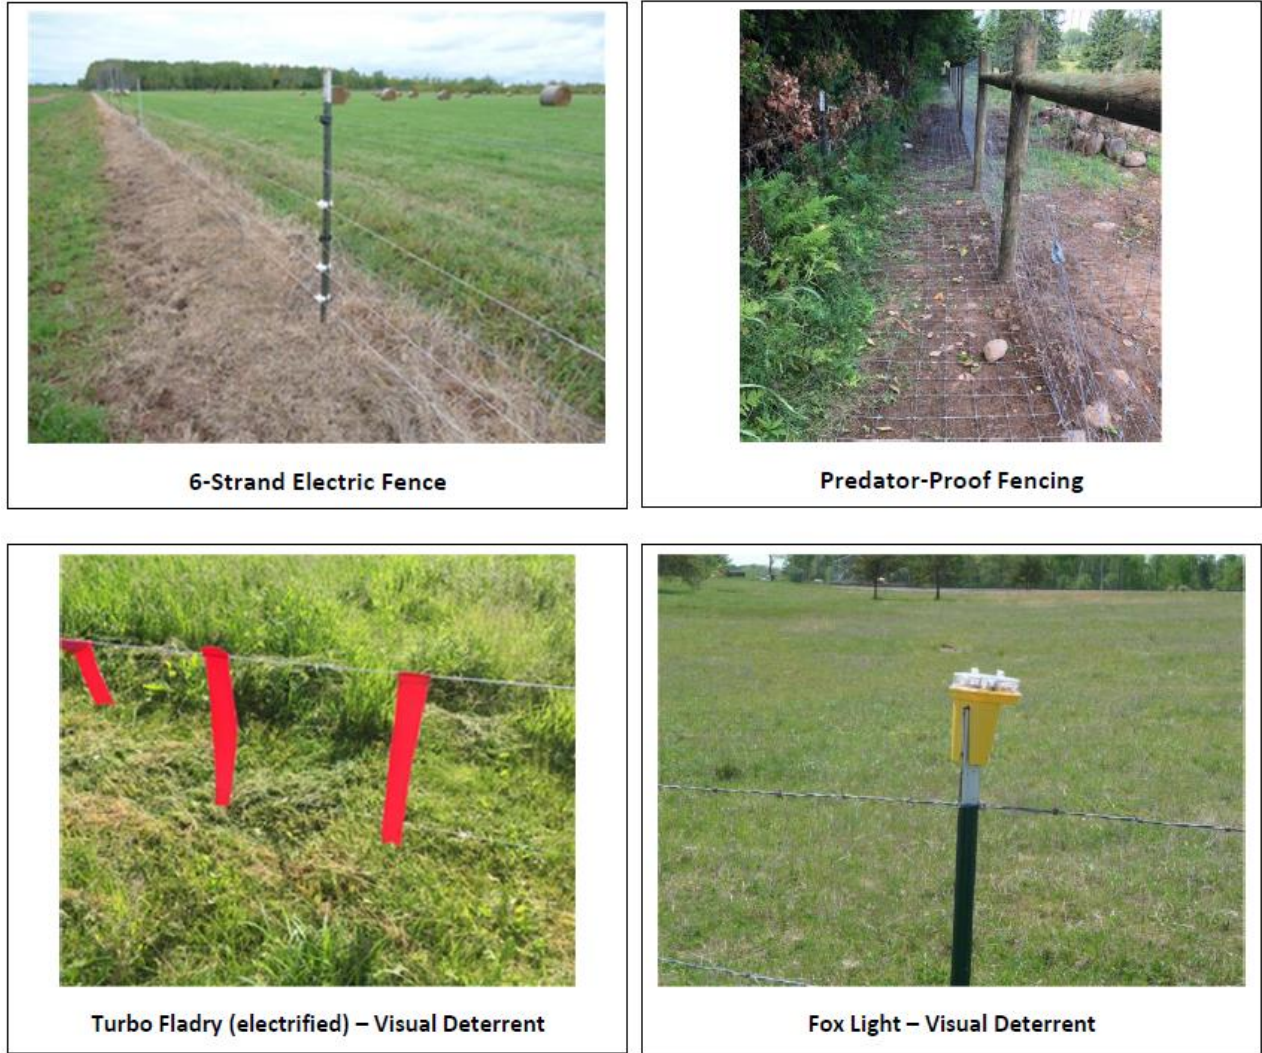 6-Strand Electric Fence
Predator-Proof Fencing
Turbo Fladry (electrified) – Visual Deterrent
Fox Light – Visual Deterrent